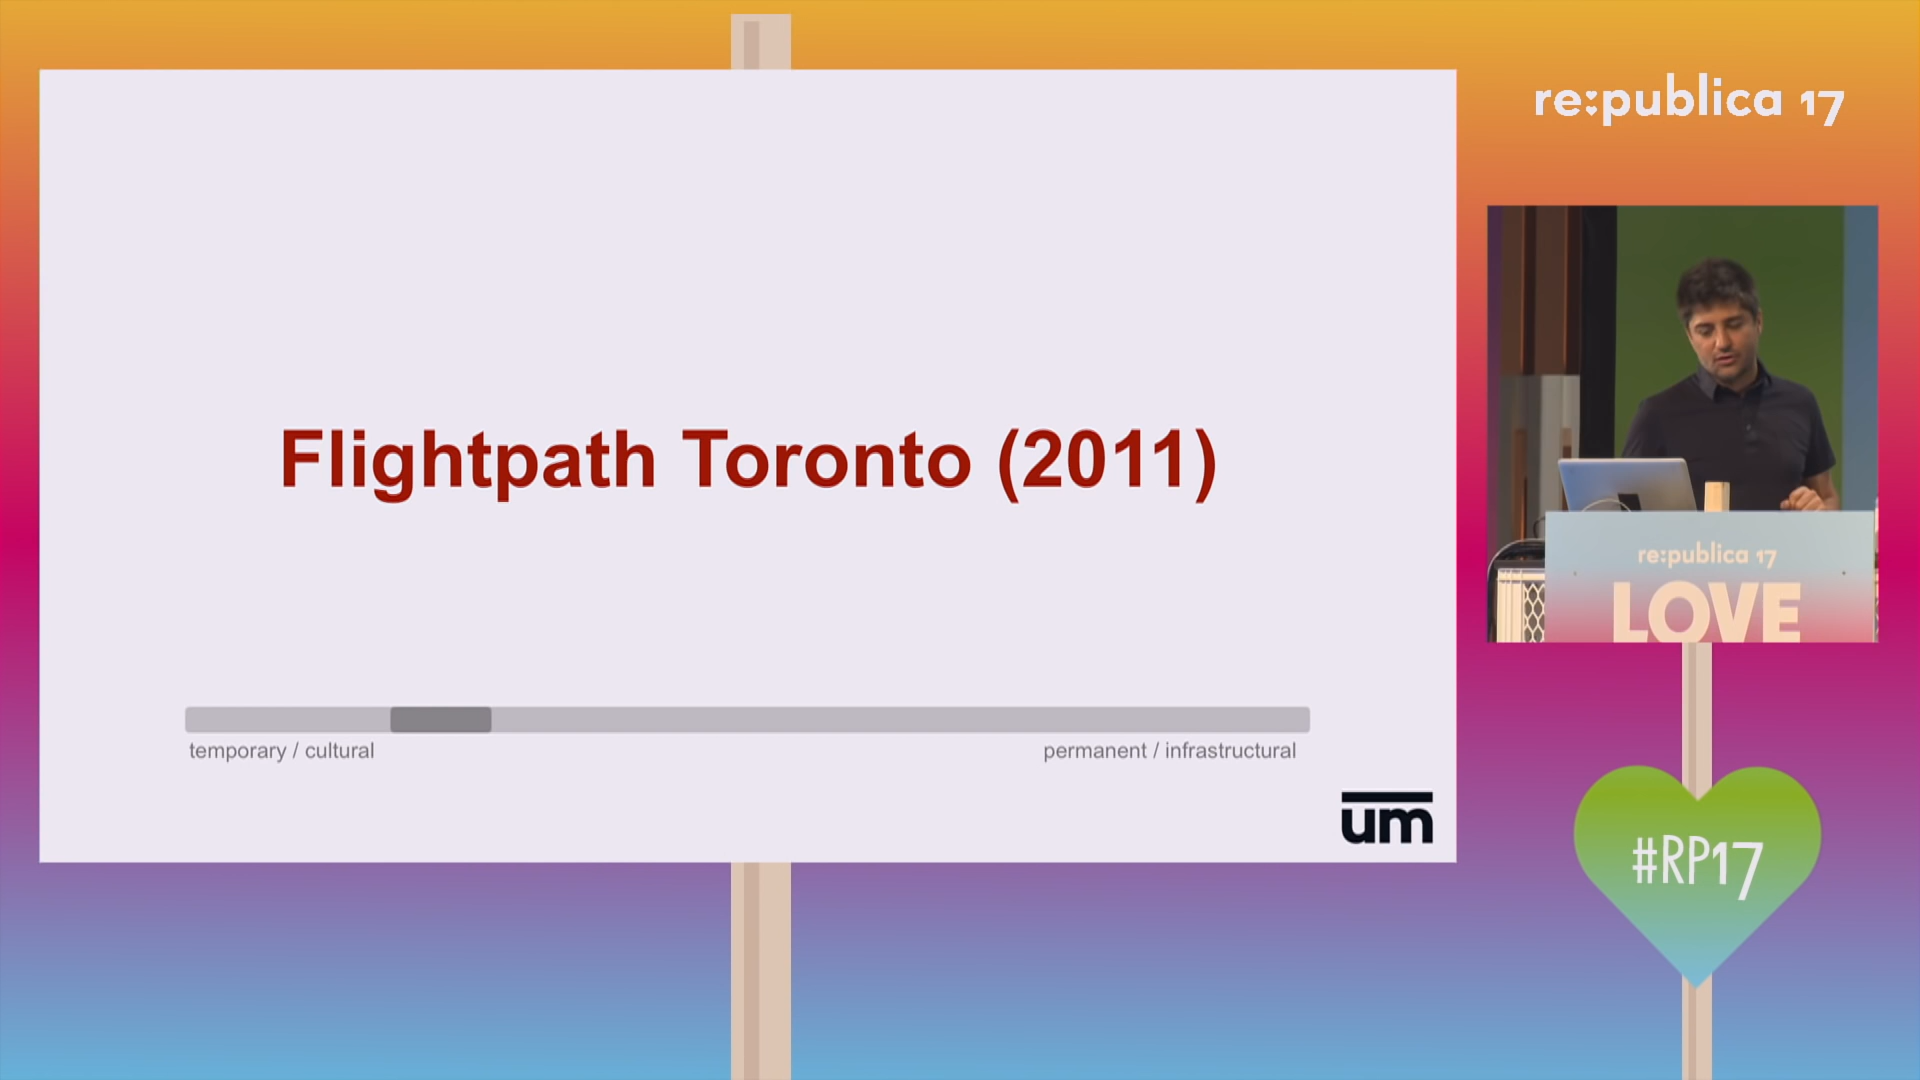 re:publica 17
Flightpath Toronto (2011)
temporary / cultural
permanent / infrastructural
um
re:publica 17
LOVE
#RP17